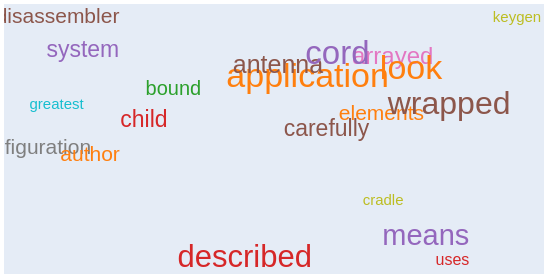 lisassembler
keygen
system
cord
arrayed
antenna
look
application
bound
greatest
wrapped
elements
child
carefully
figuration
author
cradle
means
described
uses